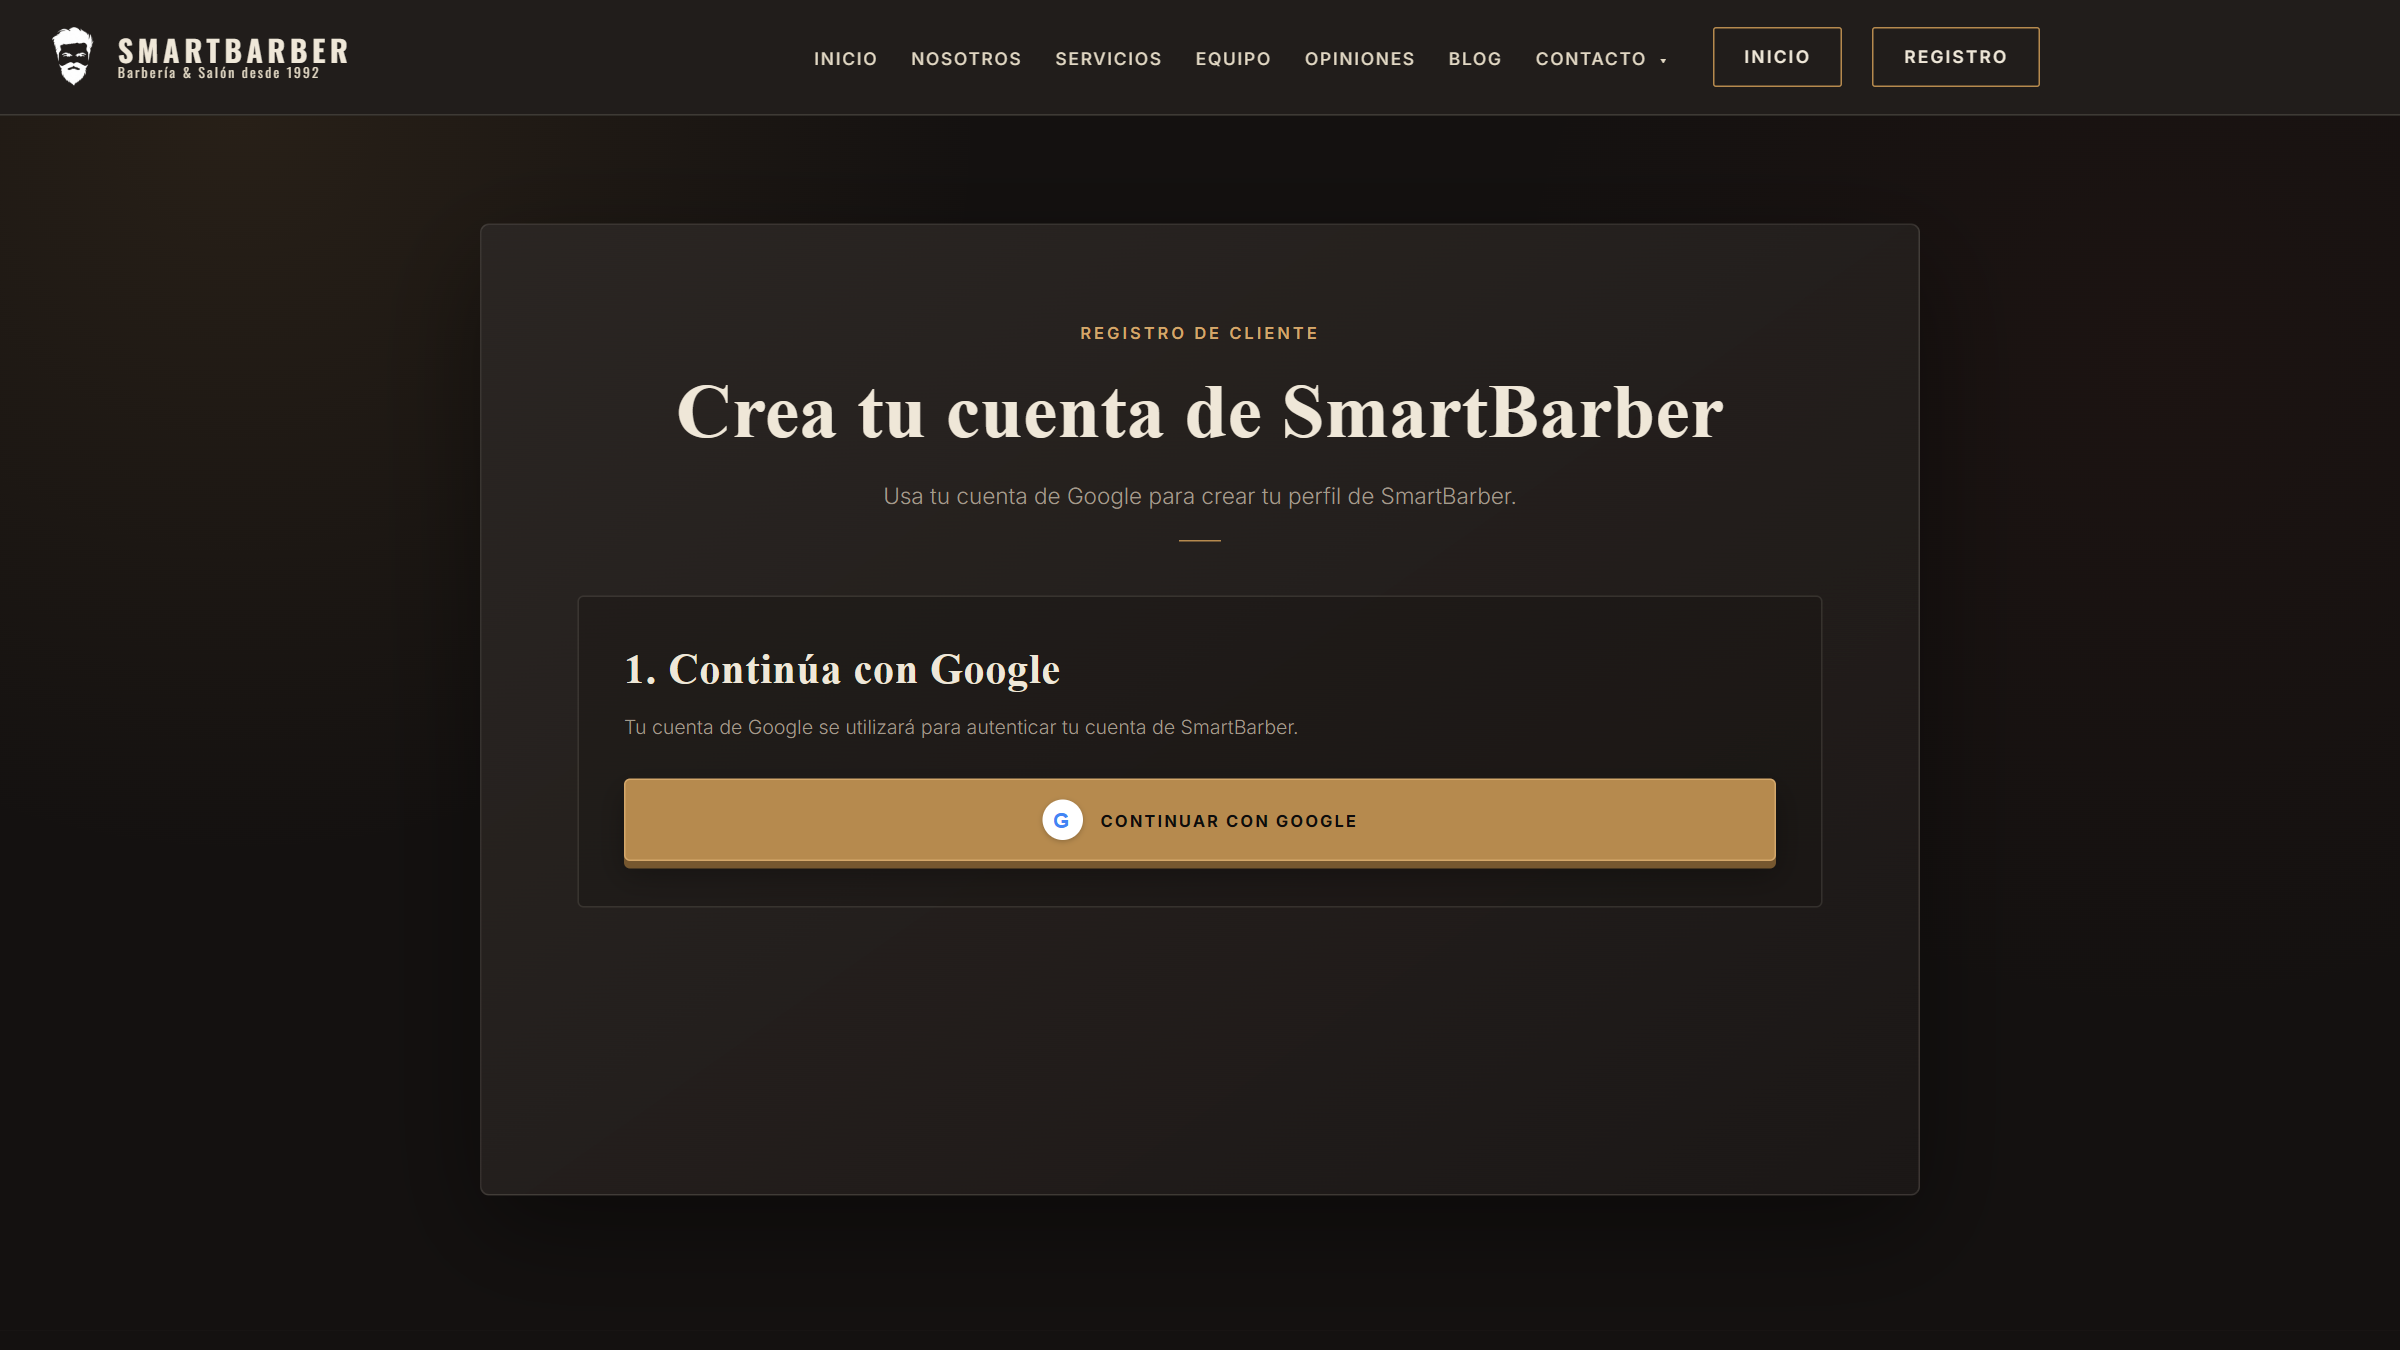 SMARTBARBER
Barbería & Salón desde 1992
INICIO NOSOTROS SERVICIOS EQUIPO OPINIONES BLOG CONTACTO INICIO REGISTRO
REGISTRO DE CLIENTE
Crea tu cuenta de SmartBarber
Usa tu cuenta de Google para crear tu perfil de SmartBarber.
1. Continúa con Google
Tu cuenta de Google se utilizará para autenticar tu cuenta de SmartBarber.
G CONTINUAR CON GOOGLE